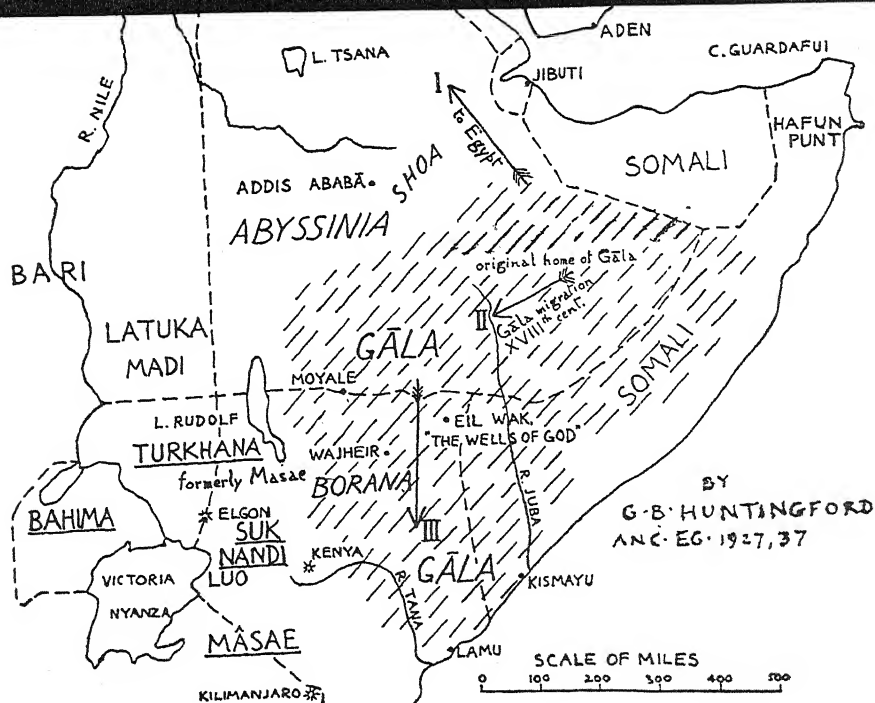 ADEN
C. GUARDAFUI
L. TSANA
JIBUTI
I
to Egypt
R. NILE
HAFUN
PUNT
SOMALI
SHOA
ADDIS ABABĀ
ABYSSINIA
BARI
original home of Gāla
II
Gāla migration
XVIIIth cent.
LATUKA
MADI
GĀLA
SOMALI
MOYALE
L. RUDOLF
EIL WAK,
"THE WELLS OF GOD"
TURKHANA
WAJHEIR
formerly Masae
BORANA
R. JUBA
BY
G. B. HUNTINGFORD
ANC. EG. 1927, 37
BAHIMA
ELGON
SUK
III
NANDI
KENYA
GĀLA
LUO
VICTORIA
NYANZA
KISMAYU
R. TANA
MÂSAE
LAMU
SCALE OF MILES
0 100 200 300 400 500
KILIMANJARO